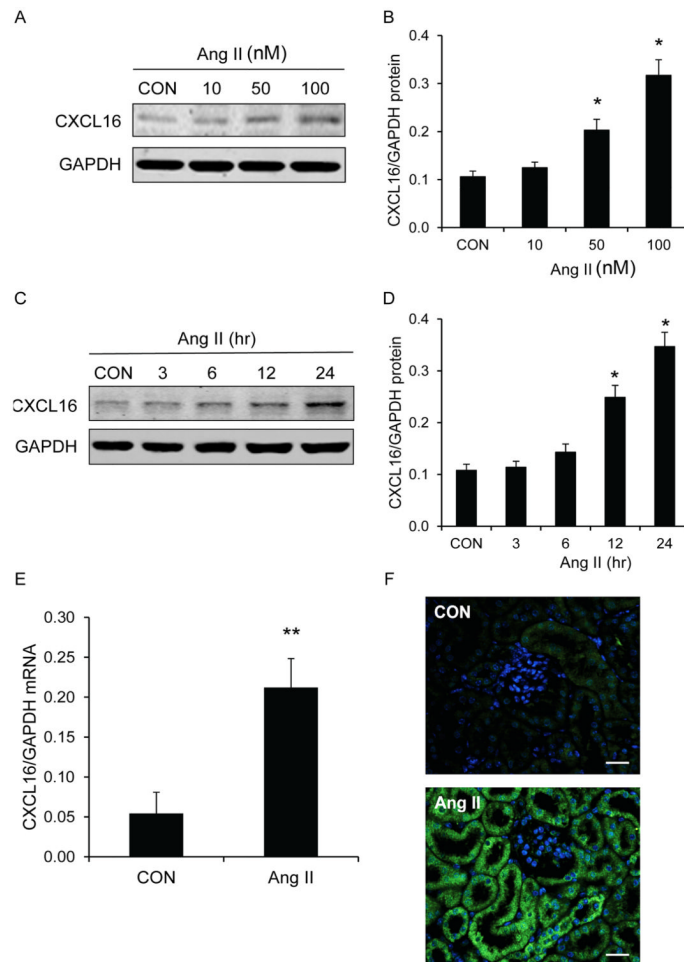 A
Ang II (nM)
CON 10 50 100
CXCL16
GAPDH
B
CXCL16/GAPDH protein
0.4
0.3
0.2
0.1
0.0
* *
CON 10 50 100
Ang II (nM)
C
Ang II (hr)
CON 3 6 12 24
CXCL16
GAPDH
D
CXCL16/GAPDH protein
0.4
0.3
0.2
0.1
0.0
* *
CON 3 6 12 24
Ang II (hr)
E
CXCL16/GAPDH mRNA
0.30
0.25
0.20
0.15
0.10
0.05
0.00
**
CON Ang II
F
CON
Ang II